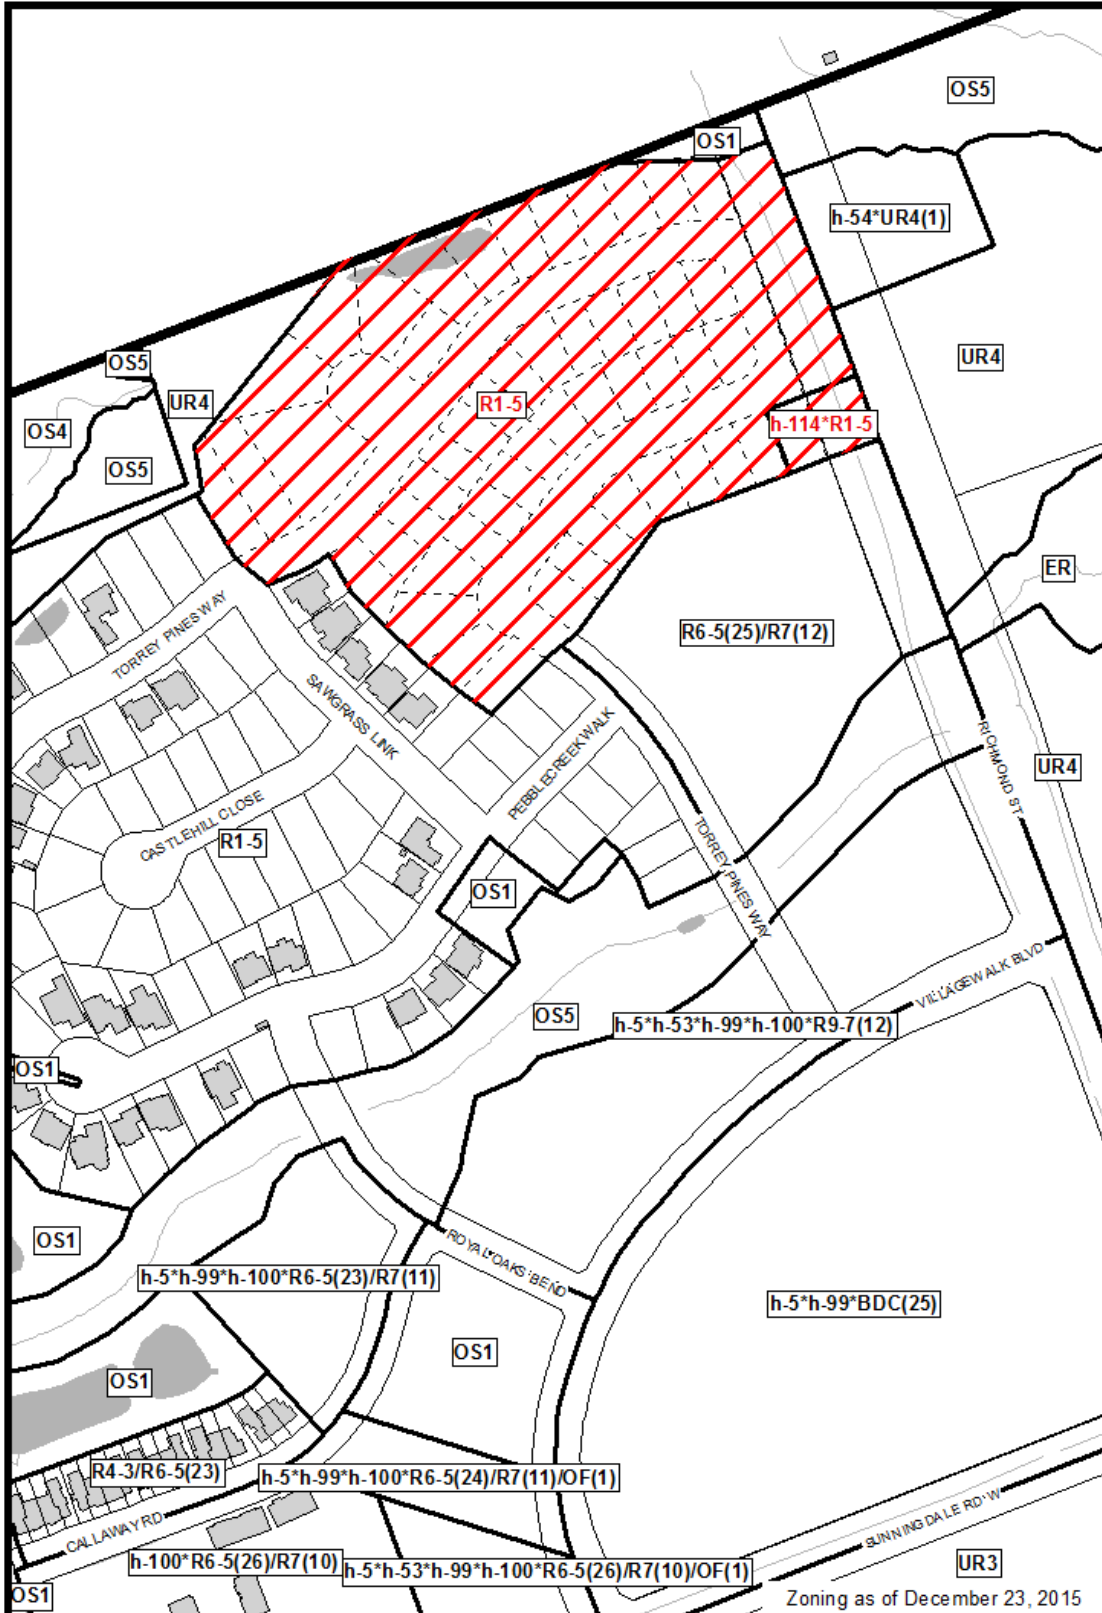 OS5
OS1
h-54*UR4(1)
OS5
UR4
UR4
R1-5
h-114*R1-5
OS4
OS5
ER
TORREY PINES WAY
R6-5(25)/R7(12)
SAWGRASS LINK
PEBBLECREEK WALK
RICHMOND ST
UR4
CASTLEHILL CLOSE
R1-5
TORREY PINES WAY
OS1
VILLAGEWALK BLVD
OS5
h-5*h-53*h-99*h-100*R9-7(12)
OS1
OS1
ROYAL OAKS BEND
h-5*h-99*h-100*R6-5(23)/R7(11)
h-5*h-99*BDC(25)
OS1
OS1
R4-3/R6-5(23)
h-5*h-99*h-100*R6-5(24)/R7(11)/OF(1)
SUNNINGDALE RD W
CALLAWAY RD
h-100*R6-5(26)/R7(10)
h-5*h-53*h-99*h-100*R6-5(26)/R7(10)/OF(1)
UR3
OS1
Zoning as of December 23, 2015